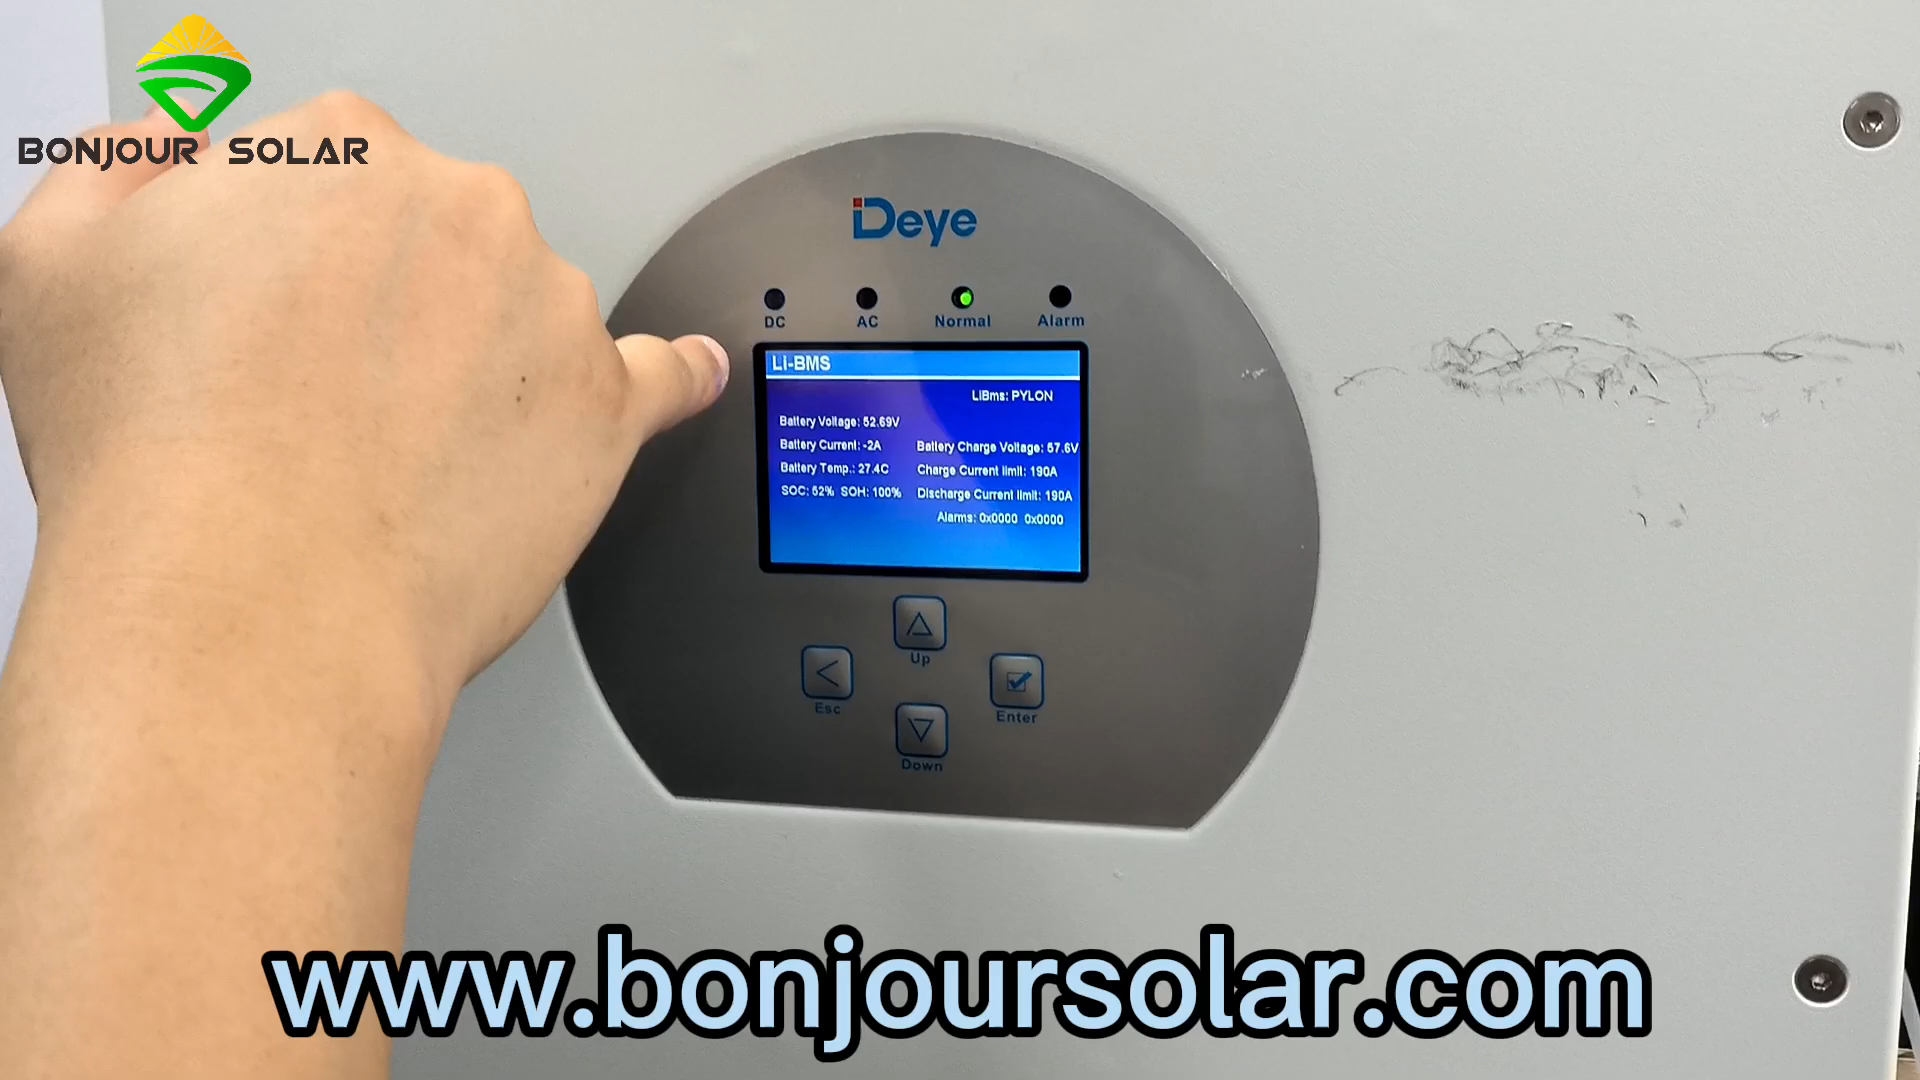 BONJOUR SOLAR
Deye
DC AC Normal Alarm
Li-BMS
LiBms: PYLON
Battery Voltage: 52.69V
Battery Current: -2A Battery Charge Voltage: 57.6V
Battery Temp.: 27.4C Charge Current limit: 190A
SOC: 52% SOH: 100% Discharge Current limit: 190A
Alarms: 0x0000 0x0000
Up
Esc
Enter
Down
www.bonjoursolar.com